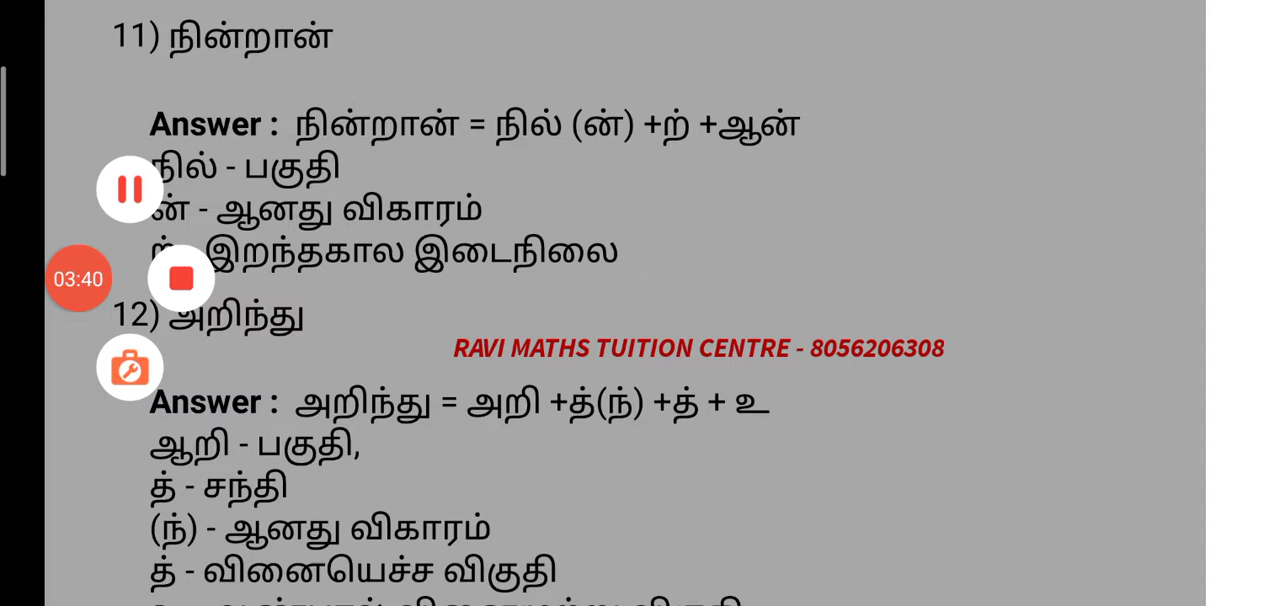 11) நின்றான்
Answer : நின்றான் = நில் (ன்) +ற் +ஆன்
நில் - பகுதி
ன் - ஆனது விகாரம்
ற் - இறந்தகால இடைநிலை
03:40
12) அறிந்து
RAVI MATHS TUITION CENTRE - 8056206308
Answer : அறிந்து = அறி +த்(ந்) +த் + உ
ஆறி - பகுதி,
த் - சந்தி
(ந்) - ஆனது விகாரம்
த் - வினையெச்ச விகுதி